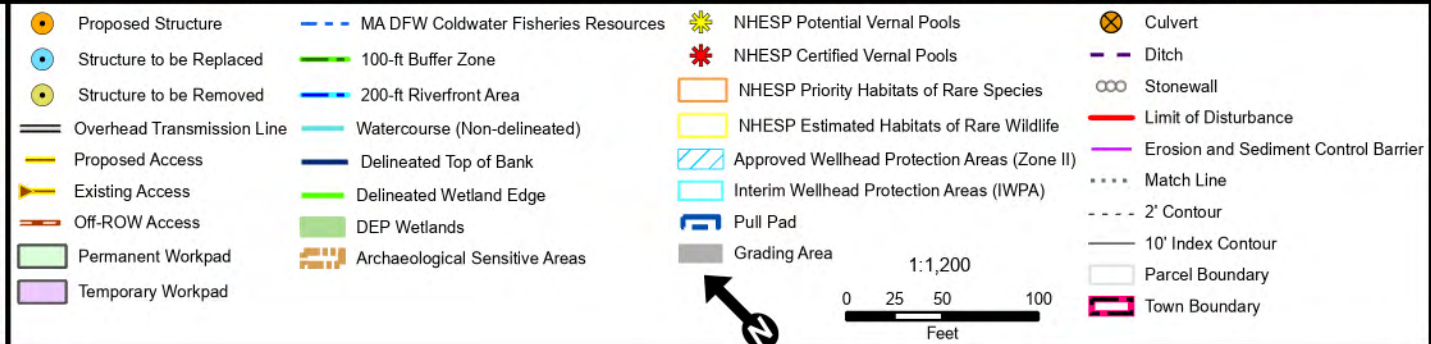 Proposed Structure
Structure to be Replaced
Structure to be Removed
Overhead Transmission Line
Proposed Access
Existing Access
Off-ROW Access
Permanent Workpad
Temporary Workpad
MA DFW Coldwater Fisheries Resources
100-ft Buffer Zone
200-ft Riverfront Area
Watercourse (Non-delineated)
Delineated Top of Bank
Delineated Wetland Edge
DEP Wetlands
Archaeological Sensitive Areas
NHESP Potential Vernal Pools
NHESP Certified Vernal Pools
NHESP Priority Habitats of Rare Species
NHESP Estimated Habitats of Rare Wildlife
Approved Wellhead Protection Areas (Zone II)
Interim Wellhead Protection Areas (IWPA)
Pull Pad
Grading Area
N
1:1,200
0 25 50 100
Feet
Culvert
Ditch
Stonewall
Limit of Disturbance
Erosion and Sediment Control Barrier
Match Line
2' Contour
10' Index Contour
Parcel Boundary
Town Boundary